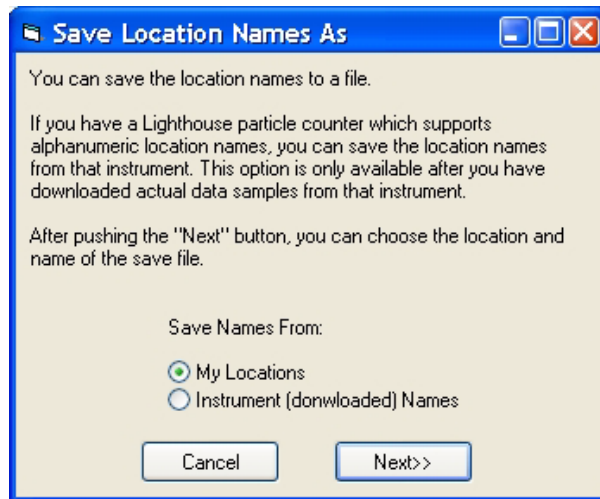 Save Location Names As
You can save the location names to a file.
If you have a Lighthouse particle counter which supports
alphanumeric location names, you can save the location names
from that instrument. This option is only available after you have
downloaded actual data samples from that instrument.
After pushing the "Next" button, you can choose the location and
name of the save file.
Save Names From:
My Locations
Instrument (donwloaded) Names
Cancel
Next>>